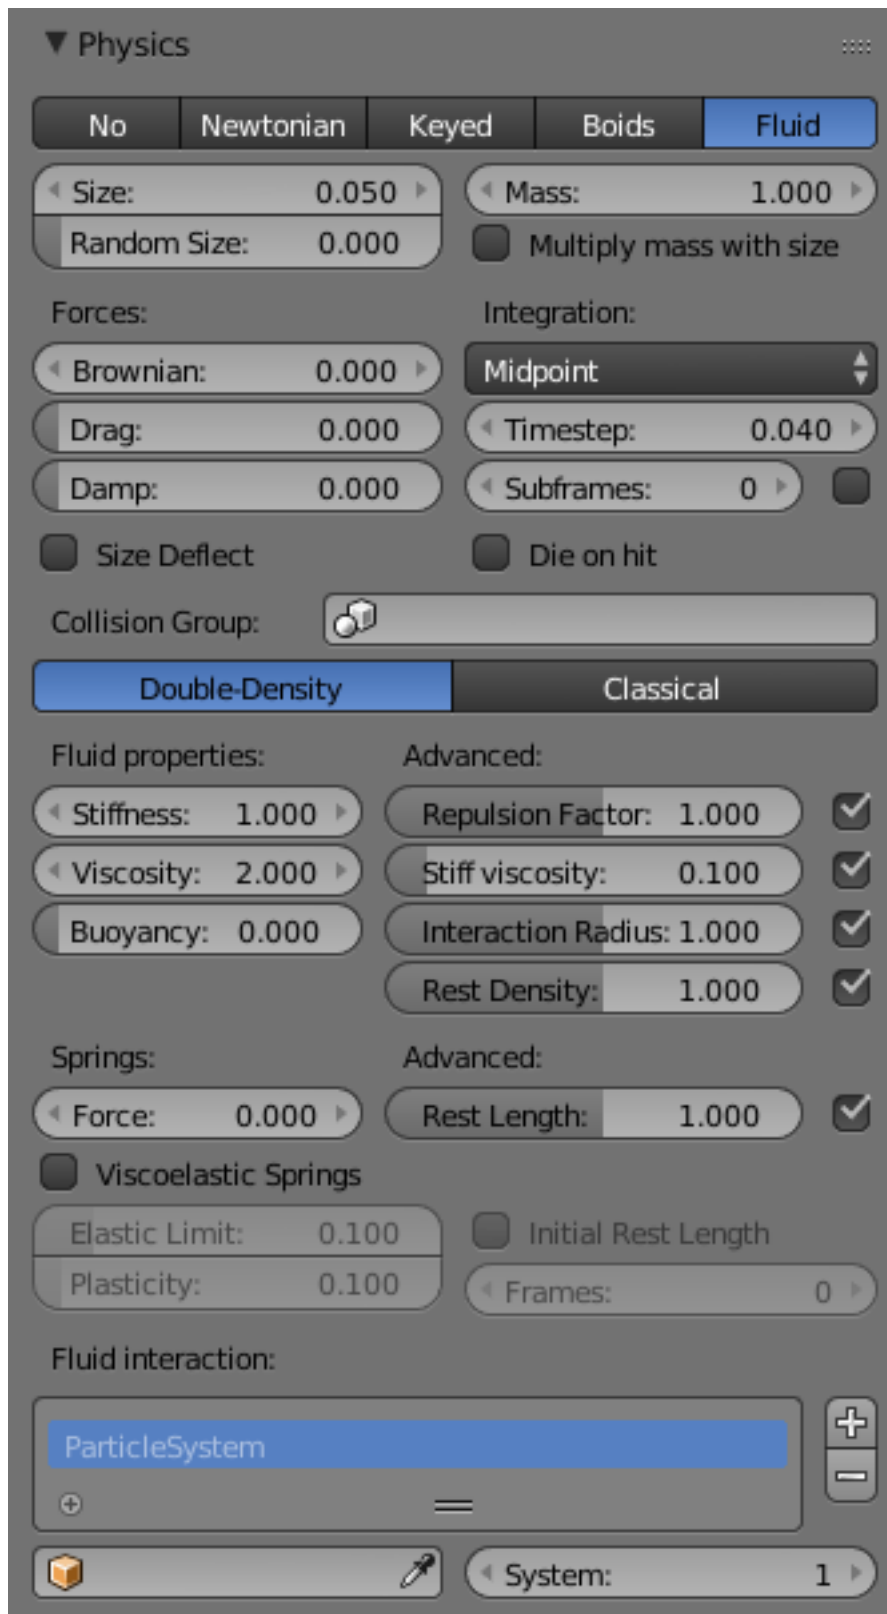 Physics
No Newtonian Keyed Boids Fluid
Size: 0.050 Mass: 1.000
Random Size: 0.000 Multiply mass with size
Forces: Integration:
Brownian: 0.000 Midpoint
Drag: 0.000 Timestep: 0.040
Damp: 0.000 Subframes: 0
Size Deflect Die on hit
Collision Group:
Double-Density Classical
Fluid properties: Advanced:
Stiffness: 1.000 Repulsion Factor: 1.000
Viscosity: 2.000 Stiff viscosity: 0.100
Buoyancy: 0.000 Interaction Radius: 1.000
Rest Density: 1.000
Springs: Advanced:
Force: 0.000 Rest Length: 1.000
Viscoelastic Springs
Elastic Limit: 0.100 Initial Rest Length
Plasticity: 0.100 Frames: 0
Fluid interaction:
ParticleSystem
System: 1